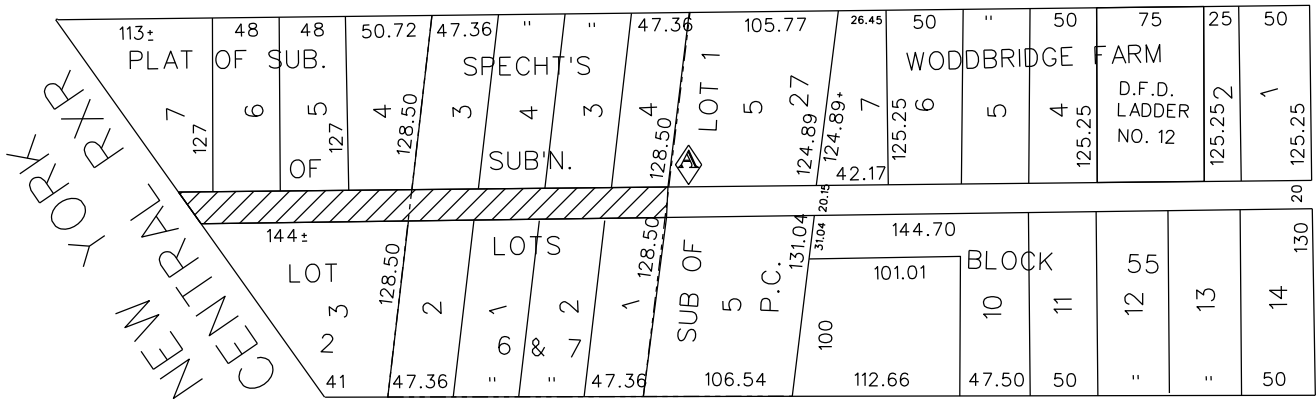 113± 48 48 50.72 47.36 " " 47.36 105.77 26.45 50 " 50 75 25 50
PLAT OF SUB. SPECHT'S LOT 1 WODDBRIDGE FARM
7 6 5 4 3 4 3 4 5 27 7 6 5 4 2 1
D.F.D.
LADDER
NO. 12
127 127 128.50 128.50 124.89 124.89+ 125.25 125.25 125.25 125.25
OF SUB'N. A 42.17
NEW YORK
CENTRAL RXR
20.15 20
144± 128.50 128.50 131.04 31.04 144.70 130
LOT LOTS SUB OF P.C. BLOCK 55
101.01
3 2 1 2 1 5 10 11 12 13 14
2 6 & 7 100
41 47.36 " " 47.36 106.54 112.66 47.50 50 " " 50